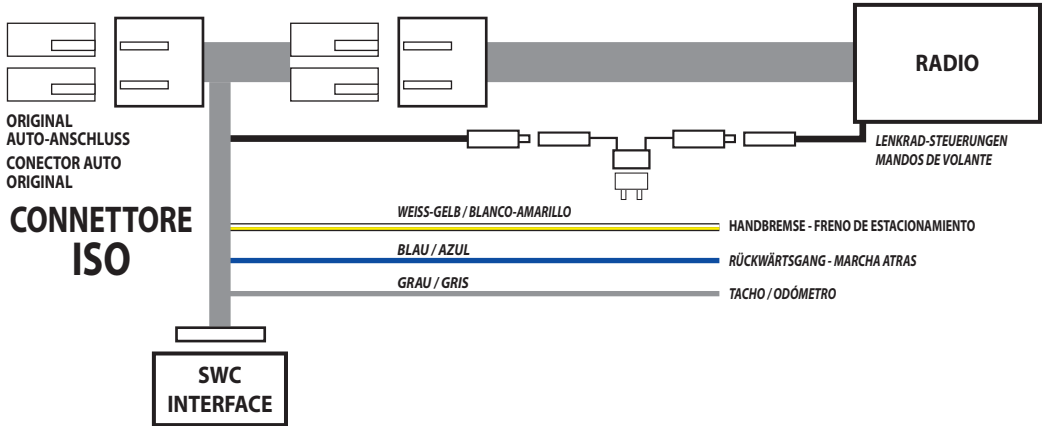 RADIO
ORIGINAL
AUTO-ANSCHLUSS
CONECTOR AUTO
ORIGINAL
LENKRAD-STEUERUNGEN
MANDOS DE VOLANTE
CONNETTORE
ISO
WEISS-GELB / BLANCO-AMARILLO
HANDBREMSE - FRENO DE ESTACIONAMIENTO
BLAU / AZUL
RÜCKWÄRTSGANG - MARCHA ATRAS
GRAU / GRIS
TACHO / ODÓMETRO
SWC
INTERFACE